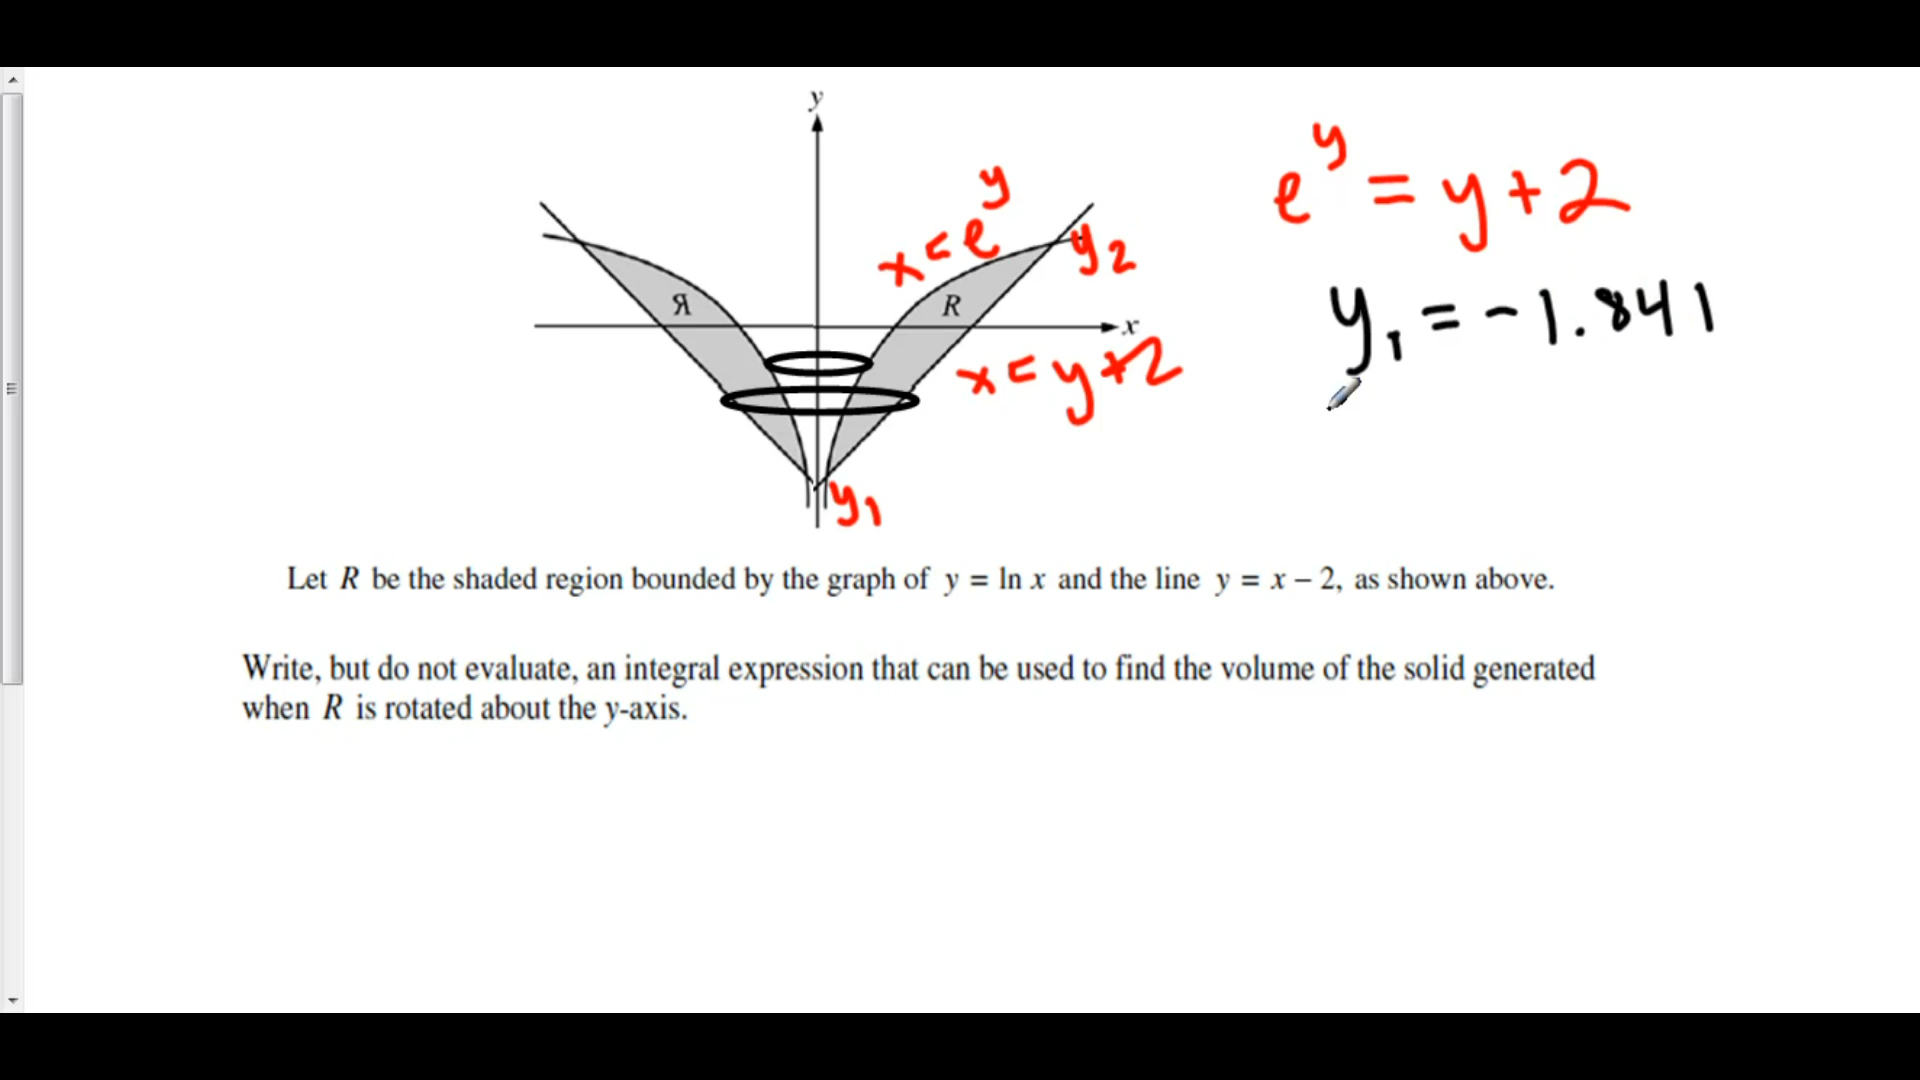 y
x = e^y
y2
R
R
x
x = y + 2
y1
e^y = y + 2
y1 = -1.841
Let R be the shaded region bounded by the graph of y = ln x and the line y = x – 2, as shown above.
Write, but do not evaluate, an integral expression that can be used to find the volume of the solid generated
when R is rotated about the y-axis.